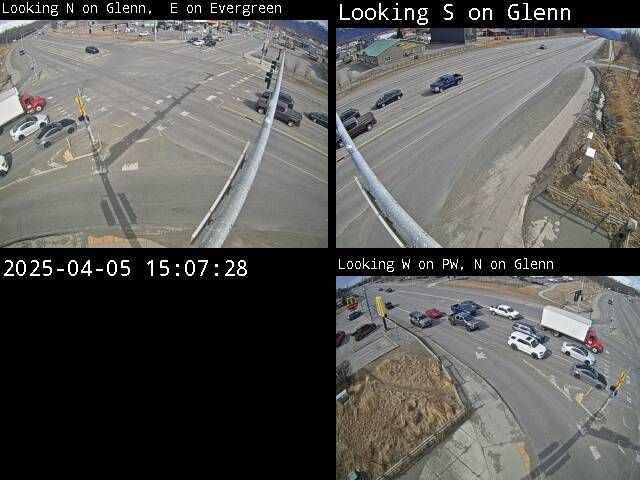 Looking N on Glenn,  E on Evergreen
Looking S on Glenn
2025-04-05 15:07:28
Looking W on PW, N on Glenn